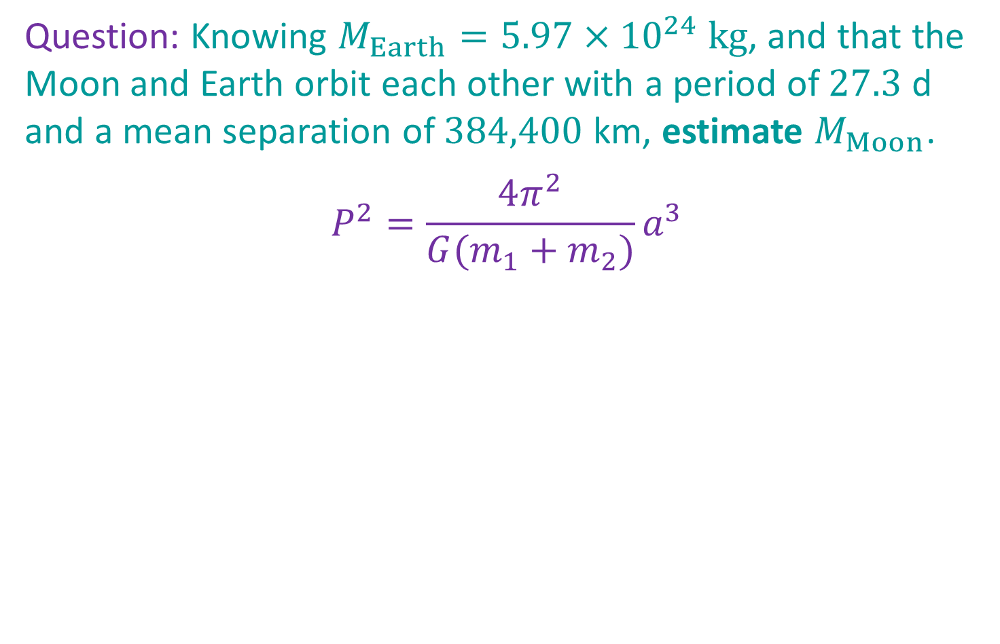 Question: Knowing $M_{\text{Earth}} = 5.97 \times 10^{24}$ kg, and that the
Moon and Earth orbit each other with a period of 27.3 d
and a mean separation of 384,400 km, estimate $M_{\text{Moon}}$.
$P^2 = \frac{4\pi^2}{G(m_1 + m_2)} a^3$